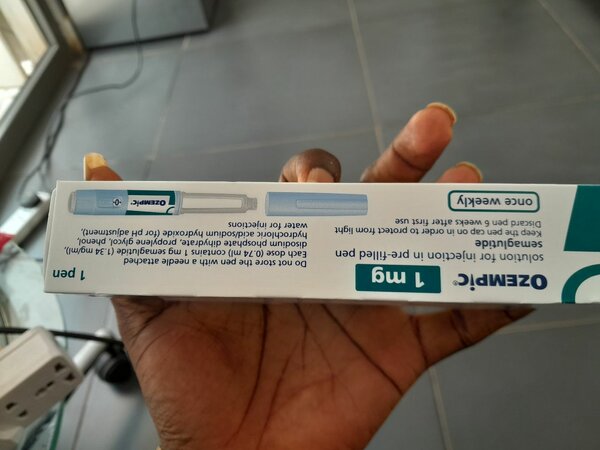 OZEMPIC® 1 mg
solution for injection in pre-filled pen
semaglutide
Keep the pen cap on in order to protect from light
Discard pen 6 weeks after first use
once weekly
1 pen
Do not store the pen with a needle attached
Each dose (0.74 ml) contains 1 mg semaglutide (1.34 mg/ml),
disodium phosphate dihydrate, propylene glycol, phenol,
hydrochloric acid/sodium hydroxide (for pH adjustment),
water for injections
OZEMPIC